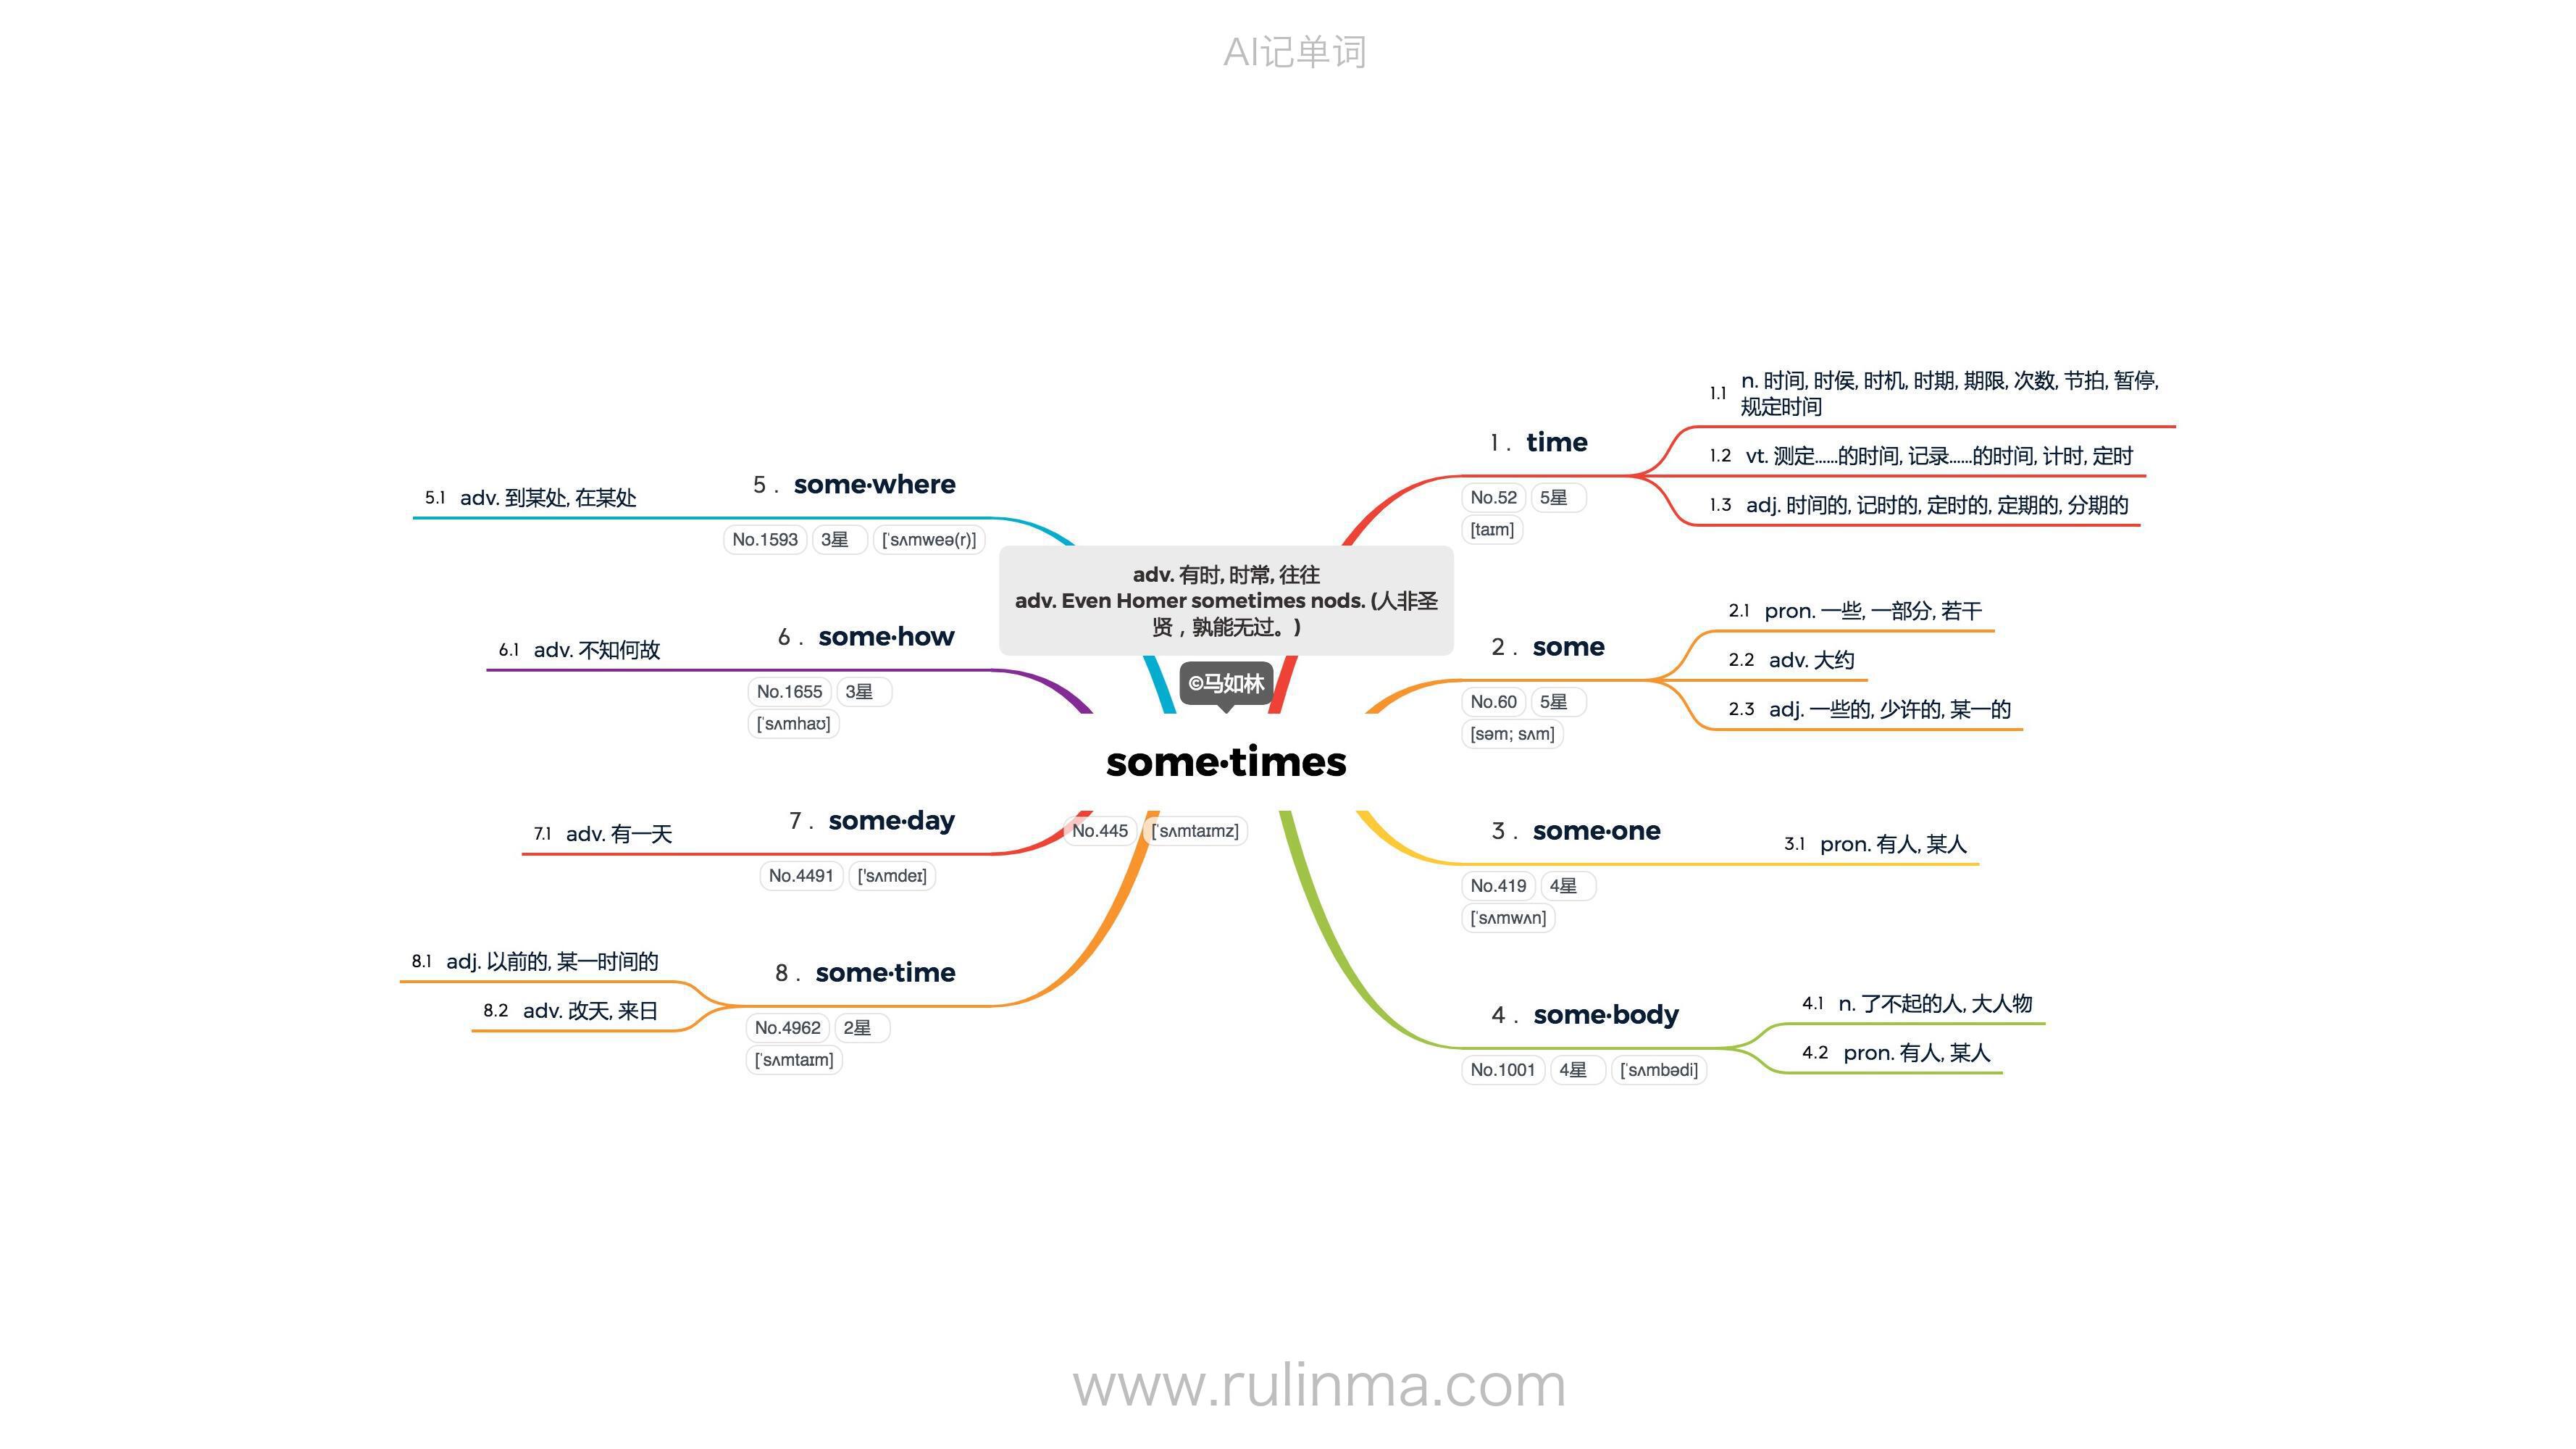 AI记单词
adv. 有时, 时常, 往往
adv. Even Homer sometimes nods. (人非圣
贤，孰能无过。)
©马如林
some·times
No.445 [ˈsʌmtaɪmz]
1. time
No.52 5星
[taɪm]
1.1 n. 时间, 时侯, 时机, 时期, 期限, 次数, 节拍, 暂停,
规定时间
1.2 vt. 测定……的时间, 记录……的时间, 计时, 定时
1.3 adj. 时间的, 记时的, 定时的, 定期的, 分期的
2. some
No.60 5星
[səm; sʌm]
2.1 pron. 一些, 一部分, 若干
2.2 adv. 大约
2.3 adj. 一些的, 少许的, 某一的
3. some·one
No.419 4星
[ˈsʌmwʌn]
3.1 pron. 有人, 某人
4. some·body
No.1001 4星 [ˈsʌmbədi]
4.1 n. 了不起的人, 大人物
4.2 pron. 有人, 某人
5. some·where
No.1593 3星 [ˈsʌmweə(r)]
5.1 adv. 到某处, 在某处
6. some·how
No.1655 3星
[ˈsʌmhaʊ]
6.1 adv. 不知何故
7. some·day
No.4491 ['sʌmdeɪ]
7.1 adv. 有一天
8. some·time
No.4962 2星
[ˈsʌmtaɪm]
8.1 adj. 以前的, 某一时间的
8.2 adv. 改天, 来日
www.rulinma.com